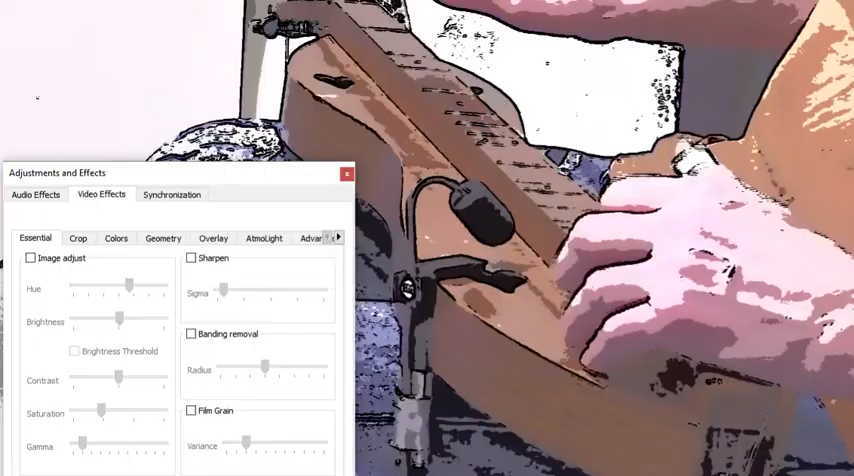 Adjustments and Effects
x
Audio Effects Video Effects Synchronization
Essential Crop Colors Geometry Overlay AtmoLight
Image adjust Sharpen
Hue Sigma
Brightness
Banding removal
Brightness Threshold
Radius
Contrast
Saturation Film Grain
Gamma Variance